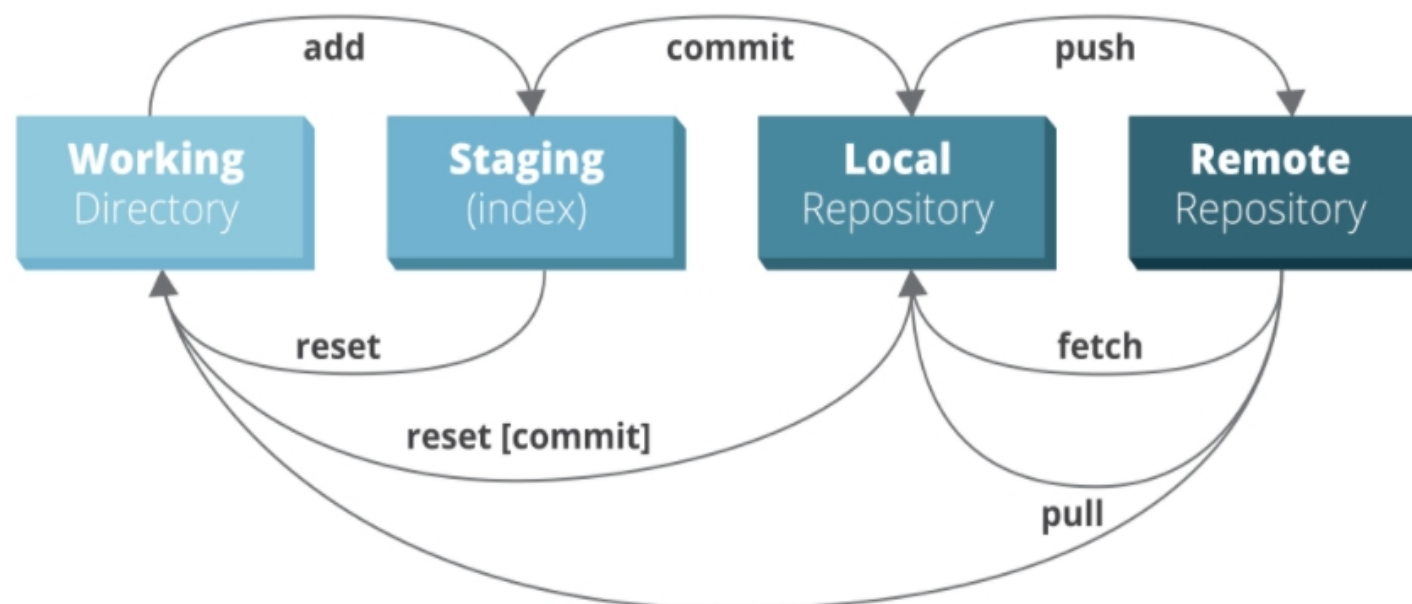 add
commit
push
Working
Directory
Staging
(index)
Local
Repository
Remote
Repository
reset
fetch
reset [commit]
pull